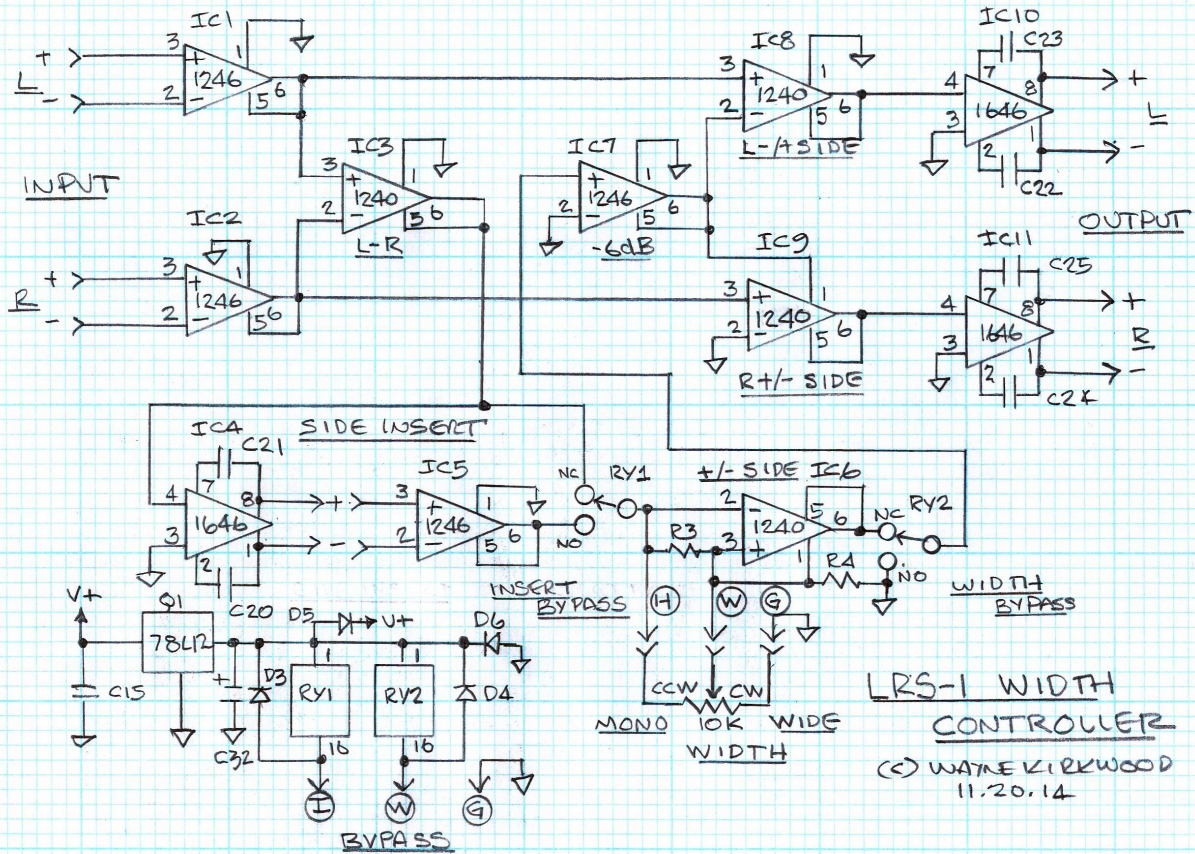 IC1
IC8
IC10
C23
+
3
+
1
1246
6
5
L
-
2
-
3
+
1
1240
6
5
2
-
L-/+SIDE
4
7
8
1646
3
1
2
C22
+
L
-
INPUT
IC3
3
+
1
1240
2
-
5
6
L-R
IC7
+
1
1246
2
-
5
6
-6dB
OUTPUT
IC2
+
3
+
1
1246
R
-
2
-
5
6
IC9
3
+
1
1240
2
-
5
6
R+/- SIDE
IC11
C25
4
7
8
1646
3
1
2
C24
+
R
-
SIDE INSERT
IC4
C21
4
7
8
1646
3
1
2
C20
+
-
IC5
3
+
1
1246
2
-
5
6
NC
RY1
NO
INSERT
BYPASS
+/- SIDE IC6
2
-
5
1240
6
3
+
1
R3
R4
NC
RY2
NO
WIDTH
BYPASS
H
W
G
CCW
CW
MONO 10K WIDE
WIDTH
V+
Q1
78L12
C15
+
C32
D5
V+
D3
1
RY1
16
1
RY2
16
D6
D4
I
W
G
BYPASS
LRS-1 WIDTH
CONTROLLER
(C) WAYNE KIRKWOOD
11.20.14